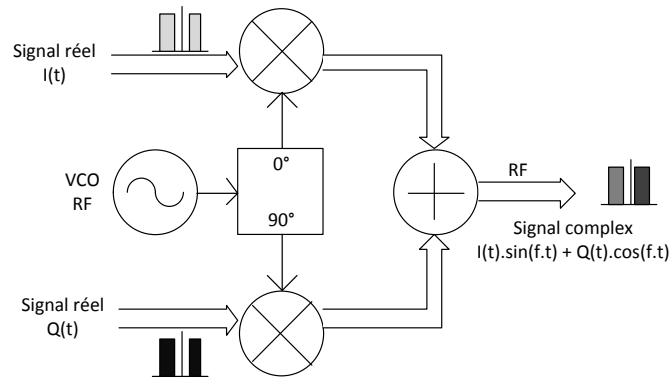 Signal réel
I(t)
0°
VCO
RF
90°
RF
Signal complex
I(t).sin(f.t) + Q(t).cos(f.t)
Signal réel
Q(t)